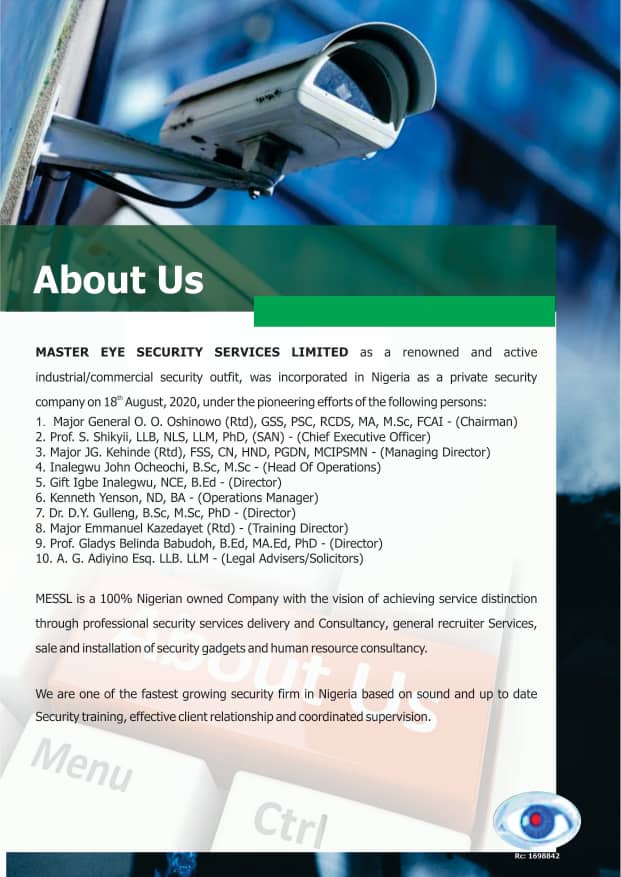 About Us
MASTER EYE SECURITY SERVICES LIMITED as a renowned and active
industrial/commercial security outfit, was incorporated in Nigeria as a private security
company on 18th August, 2020, under the pioneering efforts of the following persons:
1. Major General O. O. Oshinowo (Rtd), GSS, PSC, RCDS, MA, M.Sc, FCAI - (Chairman)
2. Prof. S. Shikyii, LLB, NLS, LLM, PhD, (SAN) - (Chief Executive Officer)
3. Major JG. Kehinde (Rtd), FSS, CN, HND, PGDN, MCIPSMN - (Managing Director)
4. Inalegwu John Ocheochi, B.Sc, M.Sc - (Head Of Operations)
5. Gift Igbe Inalegwu, NCE, B.Ed - (Director)
6. Kenneth Yenson, ND, BA - (Operations Manager)
7. Dr. D.Y. Gulleng, B.Sc, M.Sc, PhD - (Director)
8. Major Emmanuel Kazedayet (Rtd) - (Training Director)
9. Prof. Gladys Belinda Babudoh, B.Ed, MA.Ed, PhD - (Director)
10. A. G. Adiyino Esq. LLB. LLM - (Legal Advisers/Solicitors)
MESSL is a 100% Nigerian owned Company with the vision of achieving service distinction
through professional security services delivery and Consultancy, general recruiter Services,
sale and installation of security gadgets and human resource consultancy.
We are one of the fastest growing security firm in Nigeria based on sound and up to date
Security training, effective client relationship and coordinated supervision.
About Us
Menu
Ctrl
Rc: 1698842